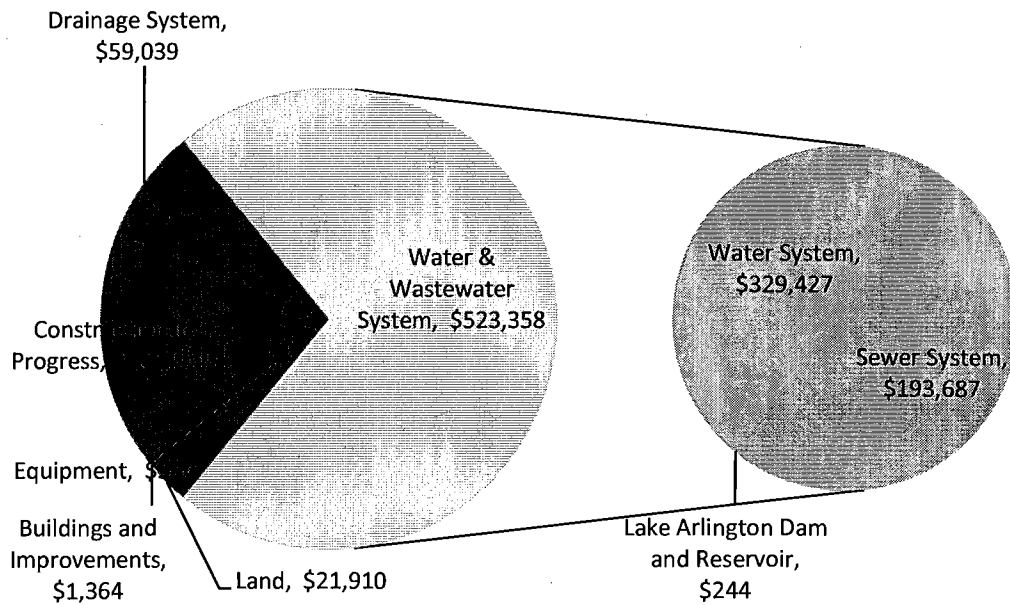 Drainage System,
$59,039
Water &
Wastewater
System, $523,358
Water System,
$329,427
Sewer System,
$193,687
Progress,
Equipment,
Buildings and
Improvements,
$1,364
Land, $21,910
Lake Arlington Dam
and Reservoir,
$244